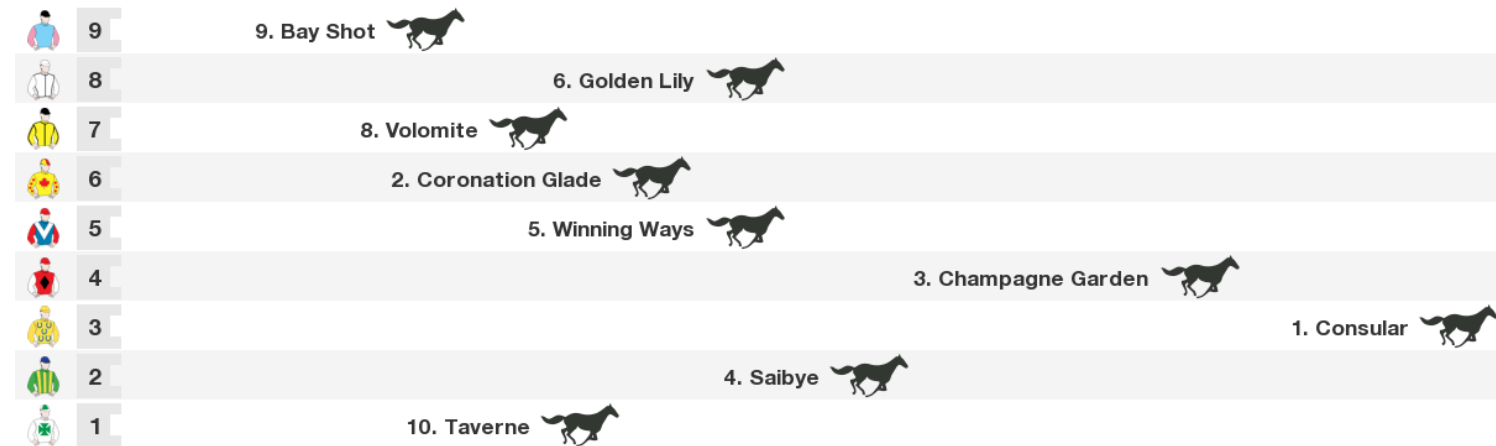 9 9. Bay Shot
8 6. Golden Lily
7 8. Volomite
6 2. Coronation Glade
5 5. Winning Ways
4 3. Champagne Garden
3 1. Consular
2 4. Saibye
1 10. Taverne